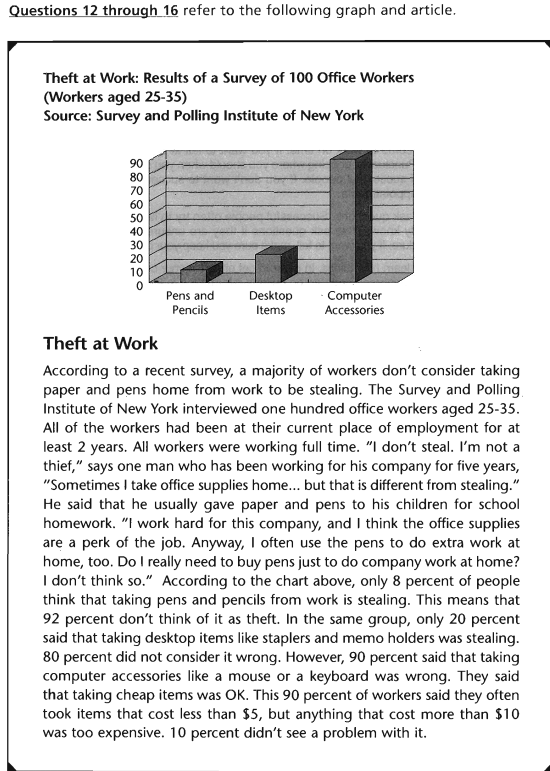 Questions 12 through 16 refer to the following graph and article.
Theft at Work: Results of a Survey of 100 Office Workers
(Workers aged 25-35)
Source: Survey and Polling Institute of New York
90
80
70
60
50
40
30
20
10
0
Pens and Pencils
Desktop Items
Computer Accessories
Theft at Work
According to a recent survey, a majority of workers don't consider taking
paper and pens home from work to be stealing. The Survey and Polling
Institute of New York interviewed one hundred office workers aged 25-35.
All of the workers had been at their current place of employment for at
least 2 years. All workers were working full time. "I don't steal. I'm not a
thief," says one man who has been working for his company for five years,
"Sometimes I take office supplies home... but that is different from stealing."
He said that he usually gave paper and pens to his children for school
homework. "I work hard for this company, and I think the office supplies
are a perk of the job. Anyway, I often use the pens to do extra work at
home, too. Do I really need to buy pens just to do company work at home?
I don't think so." According to the chart above, only 8 percent of people
think that taking pens and pencils from work is stealing. This means that
92 percent don't think of it as theft. In the same group, only 20 percent
said that taking desktop items like staplers and memo holders was stealing.
80 percent did not consider it wrong. However, 90 percent said that taking
computer accessories like a mouse or a keyboard was wrong. They said
that taking cheap items was OK. This 90 percent of workers said they often
took items that cost less than $5, but anything that cost more than $10
was too expensive. 10 percent didn't see a problem with it.